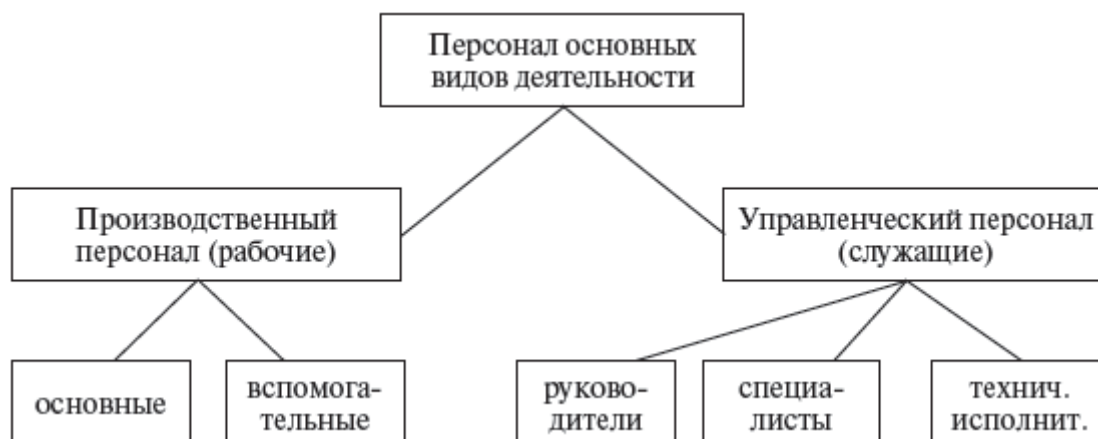 Персонал основных
видов деятельности
Производственный
персонал (рабочие)
Управленческий персонал
(служащие)
основные
вспомога-
тельные
руково-
дители
специа-
листы
технич.
исполнит.